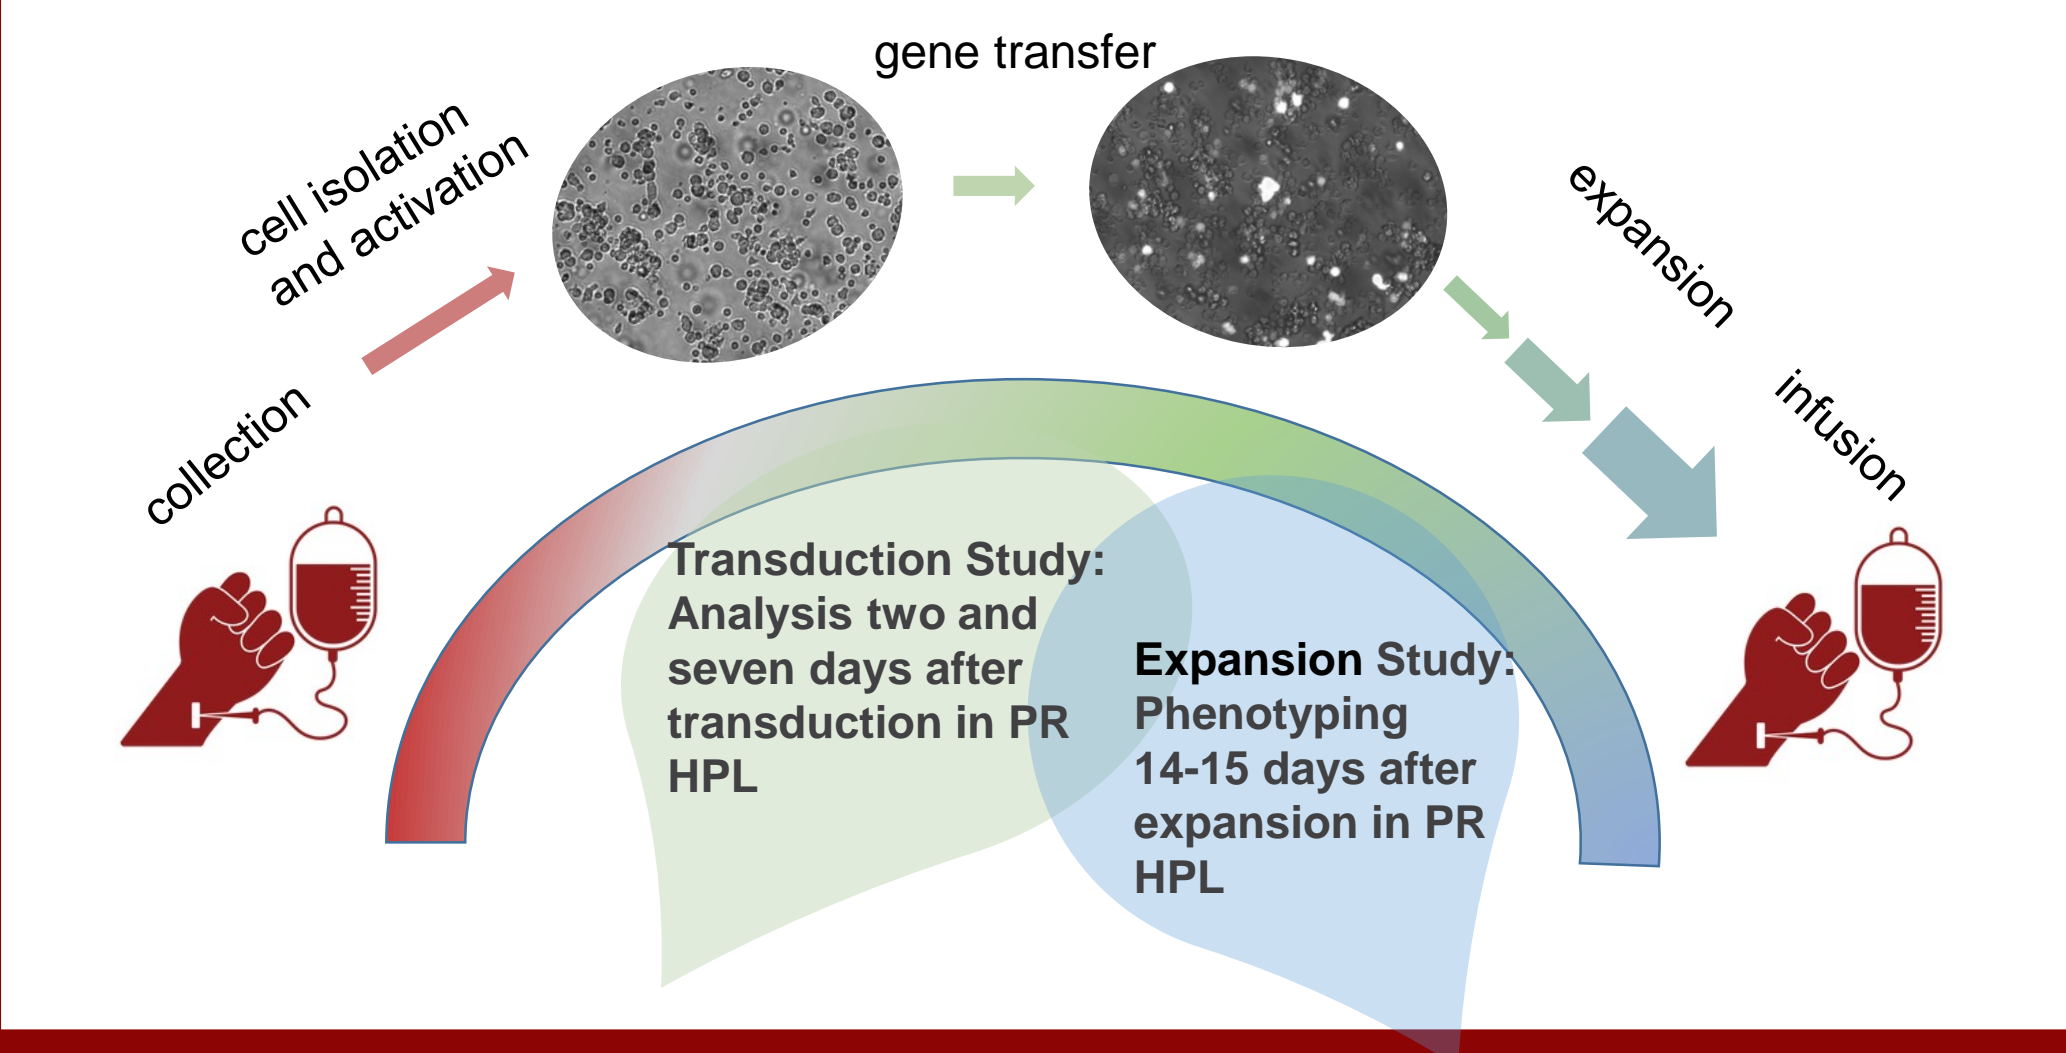 collection
cell isolation
and activation
gene transfer
expansion
infusion
Transduction Study:
Analysis two and
seven days after
transduction in PR
HPL
Expansion Study:
Phenotyping
14-15 days after
expansion in PR
HPL